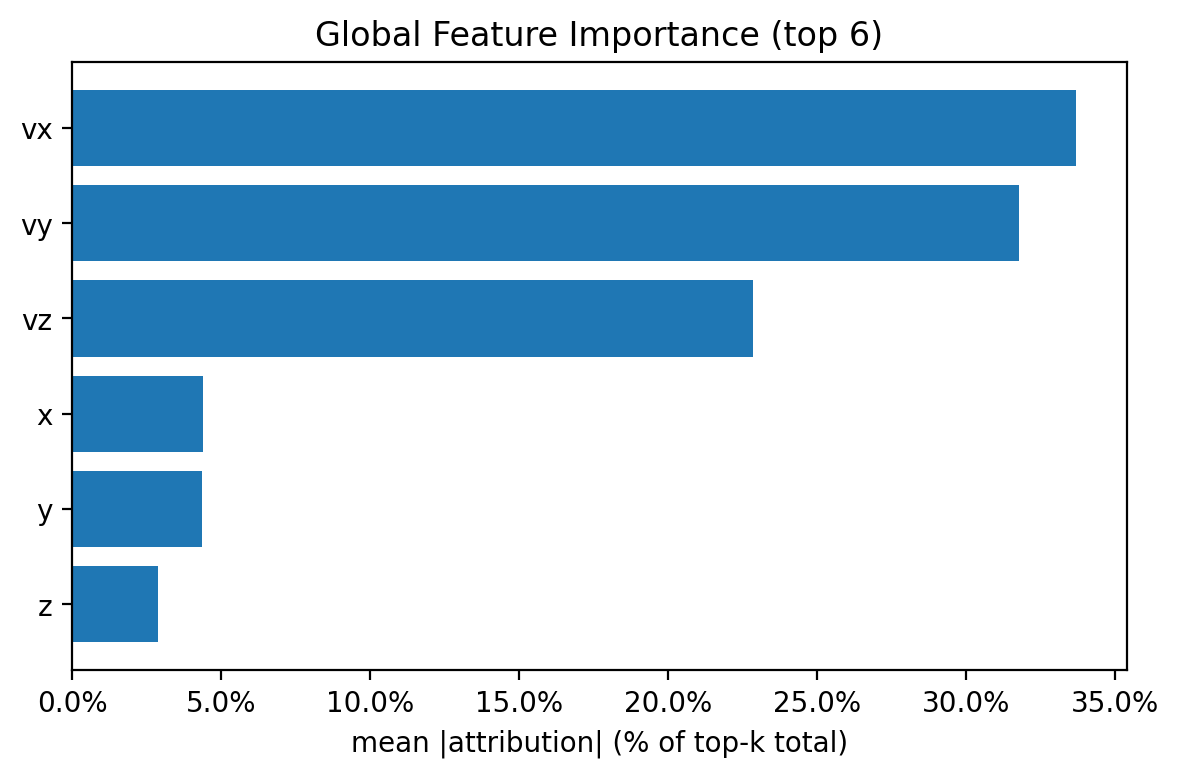 Global Feature Importance (top 6)
vx
vy
vz
x
y
z
0.0% 5.0% 10.0% 15.0% 20.0% 25.0% 30.0% 35.0%
mean |attribution| (% of top-k total)